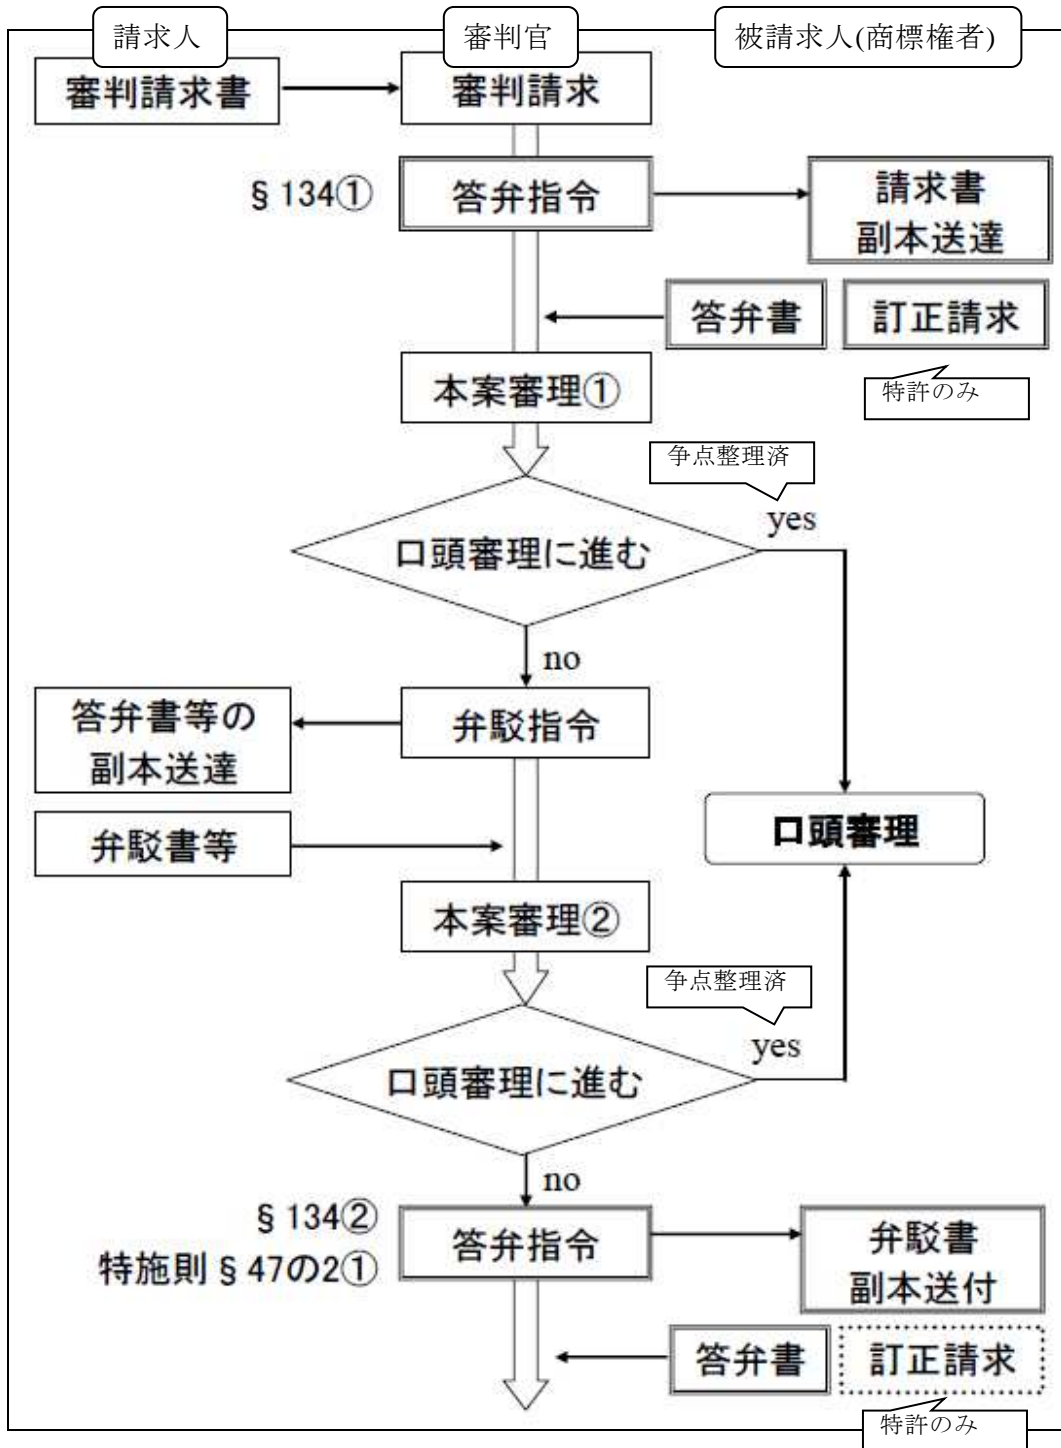 請求人
審判官
被請求人(商標権者)
審判請求書
審判請求
§134①
答弁指令
請求書
副本送達
答弁書
訂正請求
特許のみ
本案審理①
争点整理済
yes
口頭審理に進む
no
答弁書等の
副本送達
弁駁指令
口頭審理
弁駁書等
本案審理②
争点整理済
yes
口頭審理に進む
no
§134②
特施則§47の2①
答弁指令
弁駁書
副本送付
答弁書
訂正請求
特許のみ